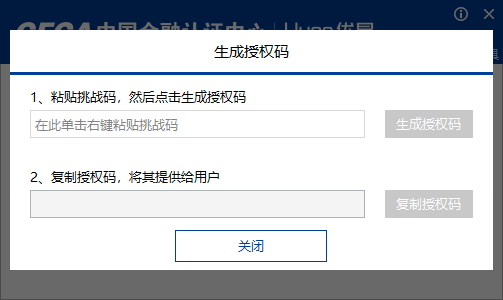 CFCA 中国金融认证中心
生成授权码
1、粘贴挑战码，然后点击生成授权码
在此单击右键粘贴挑战码
生成授权码
2、复制授权码，将其提供给用户
复制授权码
关闭